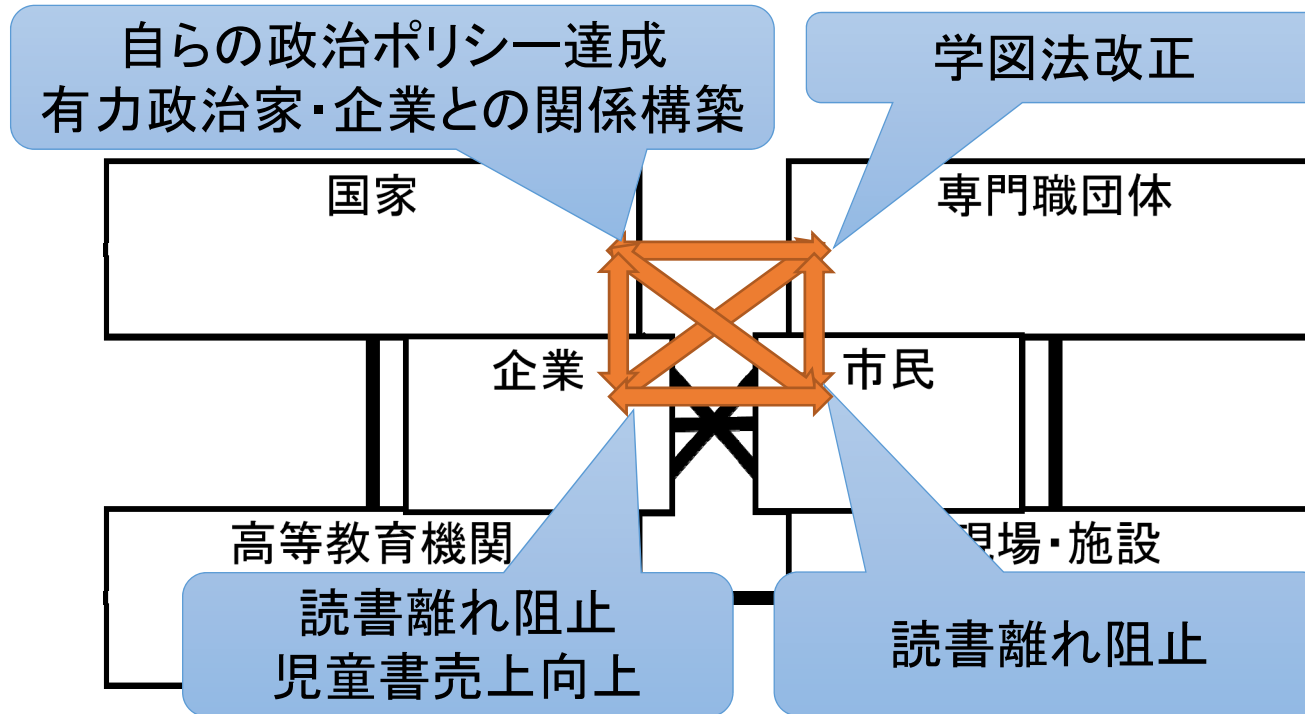 自らの政治ポリシー達成
有力政治家・企業との関係構築
学図法改正
国家
専門職団体
企業
市民
高等教育機関
現場・施設
読書離れ阻止
児童書売上向上
読書離れ阻止